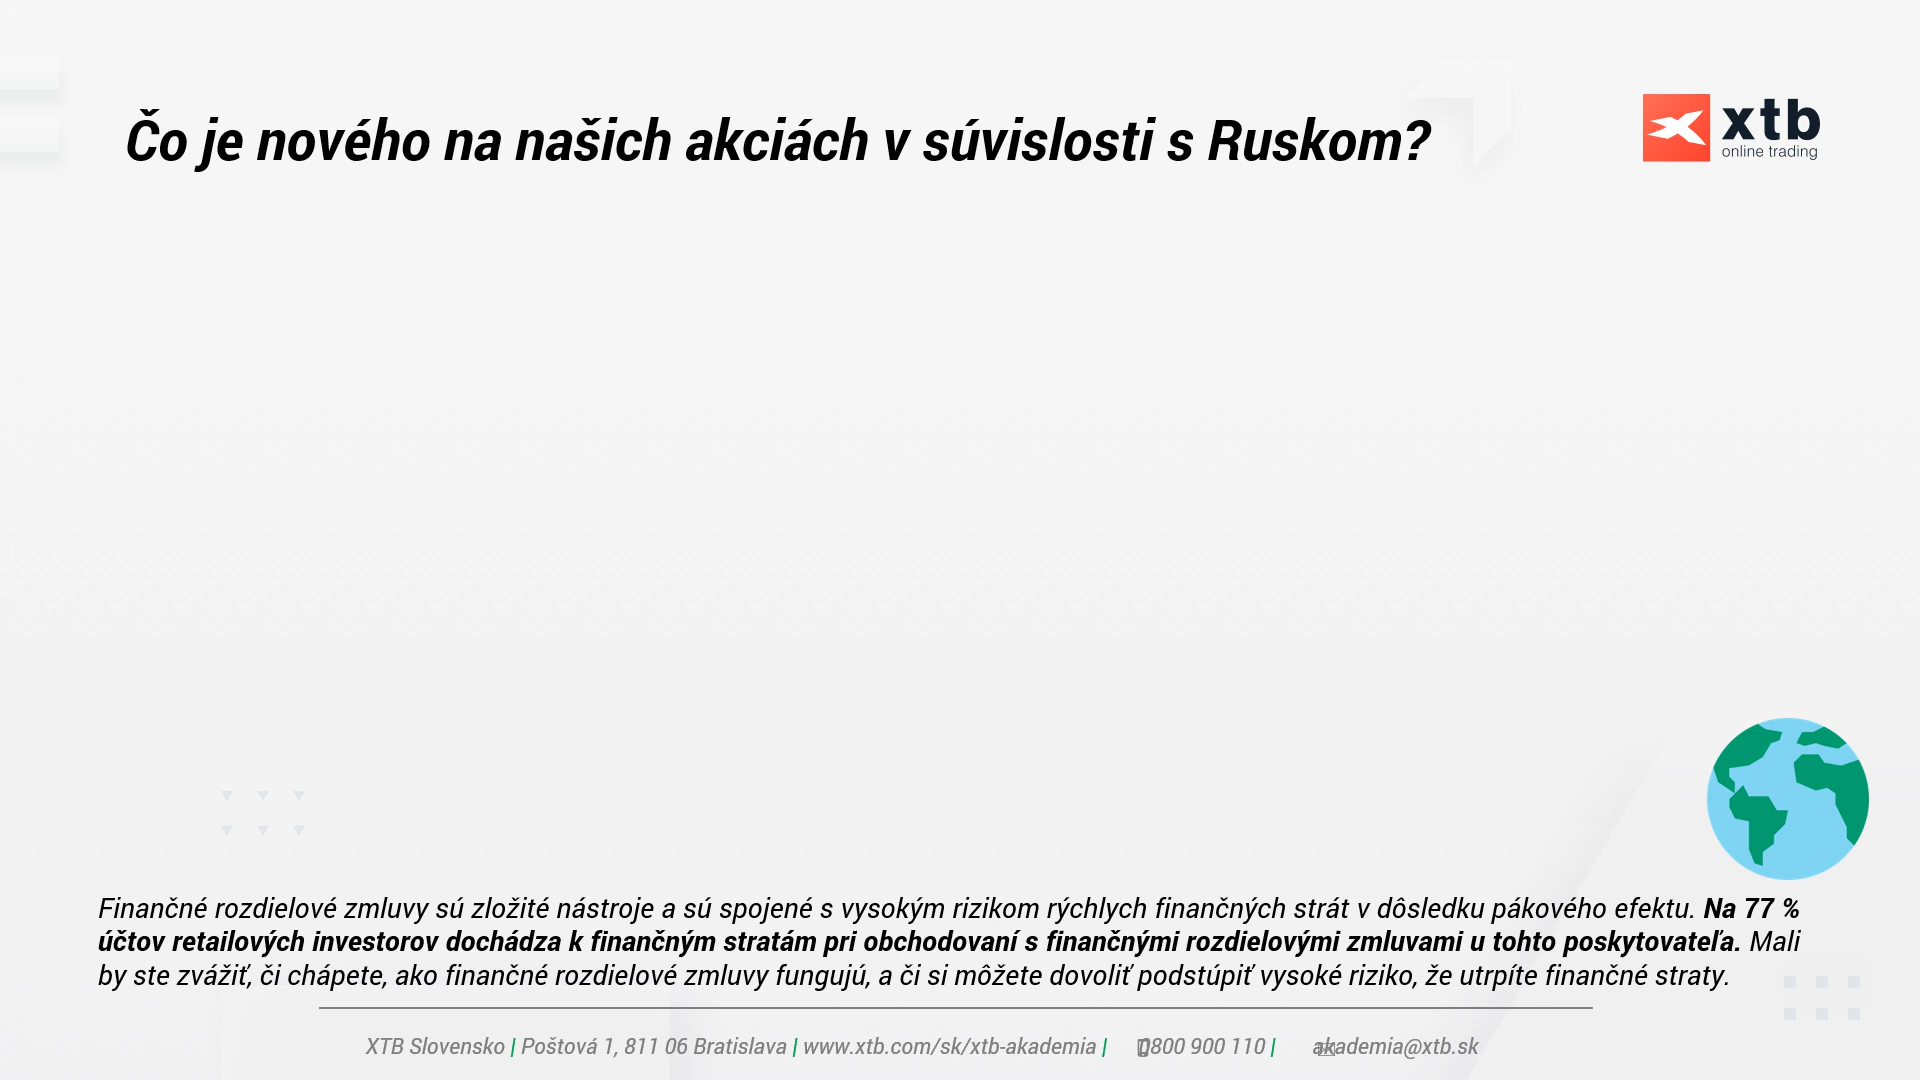 Čo je nového na našich akciách v súvislosti s Ruskom?
xtb
online trading
Finančné rozdielové zmluvy sú zložité nástroje a sú spojené s vysokým rizikom rýchlych finančných strát v dôsledku pákového efektu. Na 77 %
účtov retailových investorov dochádza k finančným stratám pri obchodovaní s finančnými rozdielovými zmluvami u tohto poskytovateľa. Mali
by ste zvážiť, či chápete, ako finančné rozdielové zmluvy fungujú, a či si môžete dovoliť podstúpiť vysoké riziko, že utrpíte finančné straty.
XTB Slovensko | Poštová 1, 811 06 Bratislava | www.xtb.com/sk/xtb-akademia | 0800 900 110 | akademia@xtb.sk